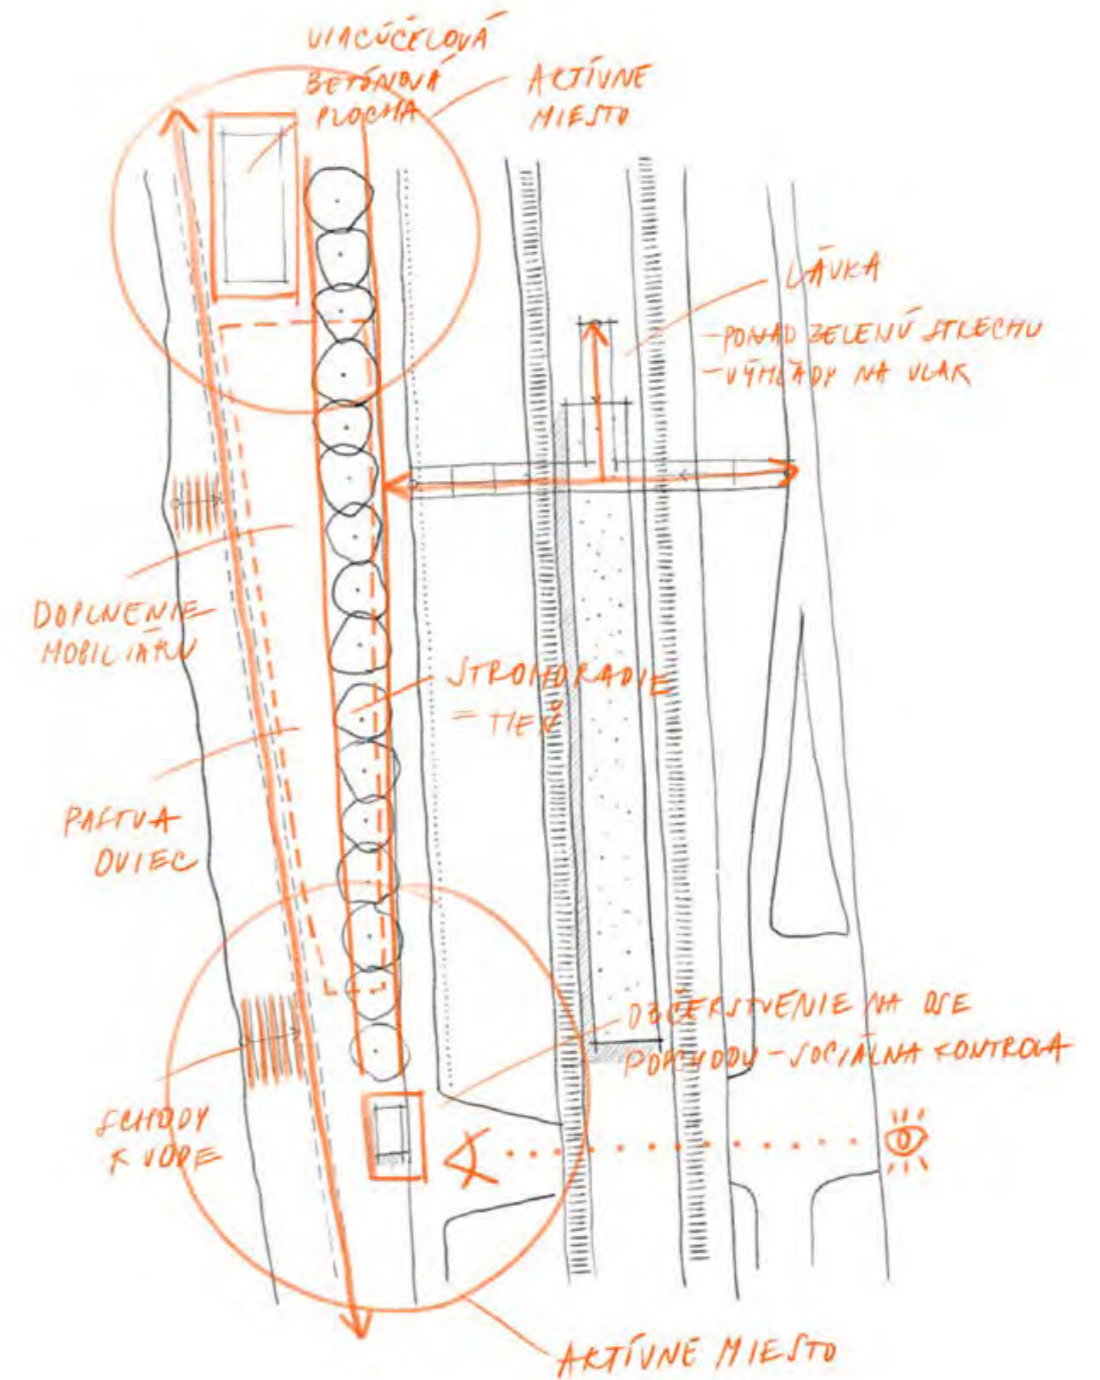 VIACÚČELOVÁ
BETÓNOVÁ
PLOCHA
AKTÍVNE
MIESTO
LÁVKA
-PONAD ZELENÚ STRECHU
-VÝHĽADY NA VLAK
DOPLNENIE
MOBILIÁRU
STROMORADIE
= TIEŇ
PASTVA
OVIEC
OBČERSTVENIE NA OSE
PODCHODU - SOCIÁLNA KONTROLA
SCHODY
K VODE
AKTÍVNE MIESTO